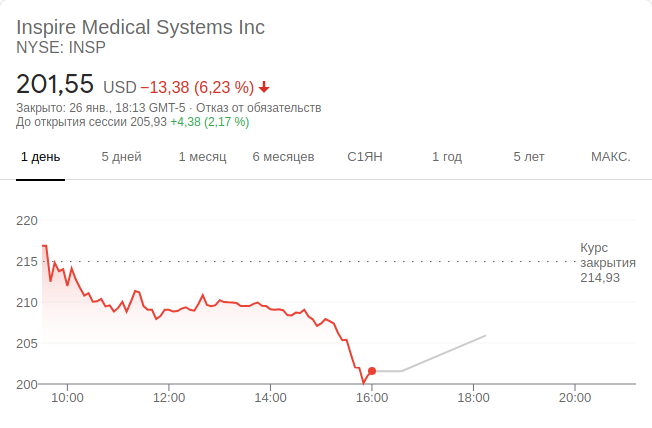 Inspire Medical Systems Inc
NYSE: INSP
201,55 USD −13,38 (6,23 %)
Закрыто: 26 янв., 18:13 GMT-5 · Отказ от обязательств
До открытия сессии 205,93 +4,38 (2,17 %)
1 день 5 дней 1 месяц 6 месяцев С1ЯН 1 год 5 лет МАКС.
220
215
210
205
200
Курс
закрытия
214,93
10:00 12:00 14:00 16:00 18:00 20:00